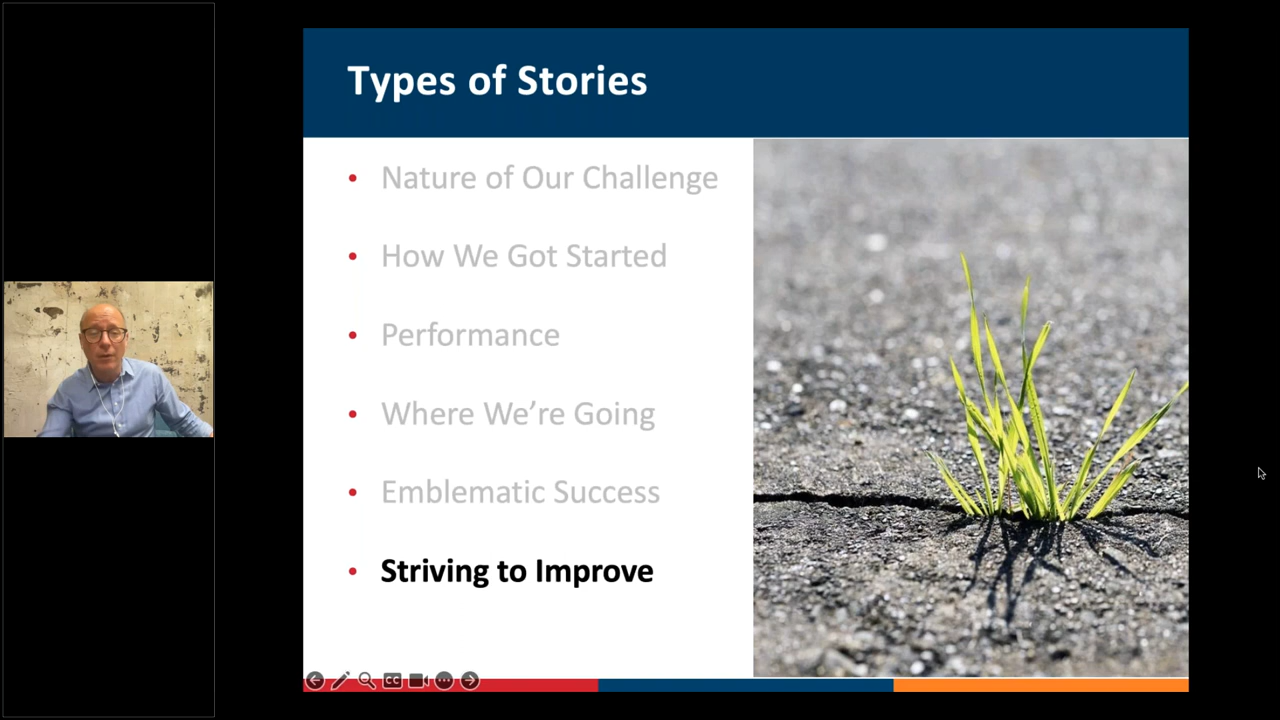 Types of Stories
• Nature of Our Challenge
• How We Got Started
• Performance
• Where We’re Going
• Emblematic Success
• Striving to Improve
CC